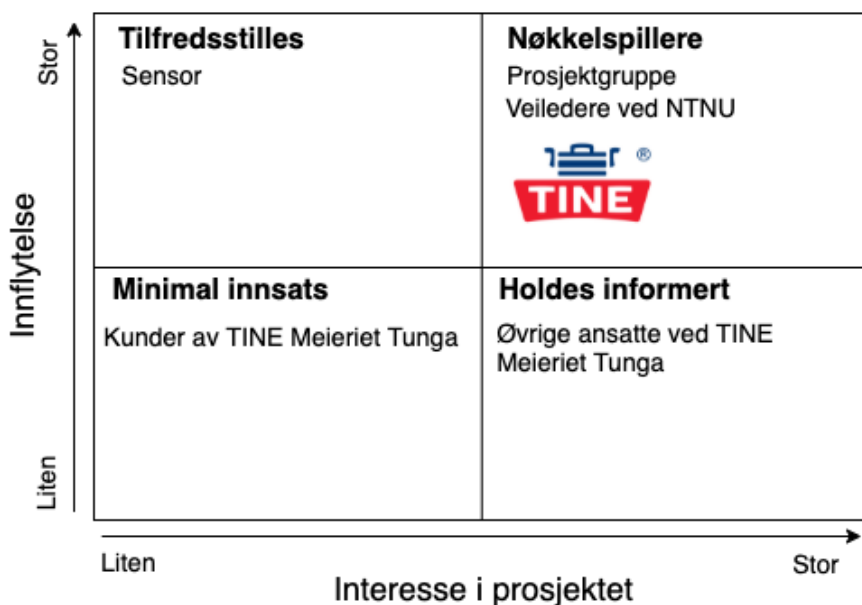 Tilfredsstilles
Sensor
Nøkkelspillere
Prosjektgruppe
Veiledere ved NTNU
®
TINE
Minimal innsats
Kunder av TINE Meieriet Tunga
Holdes informert
Øvrige ansatte ved TINE
Meieriet Tunga
Stor
Innflytelse
Liten
Liten
Stor
Interesse i prosjektet